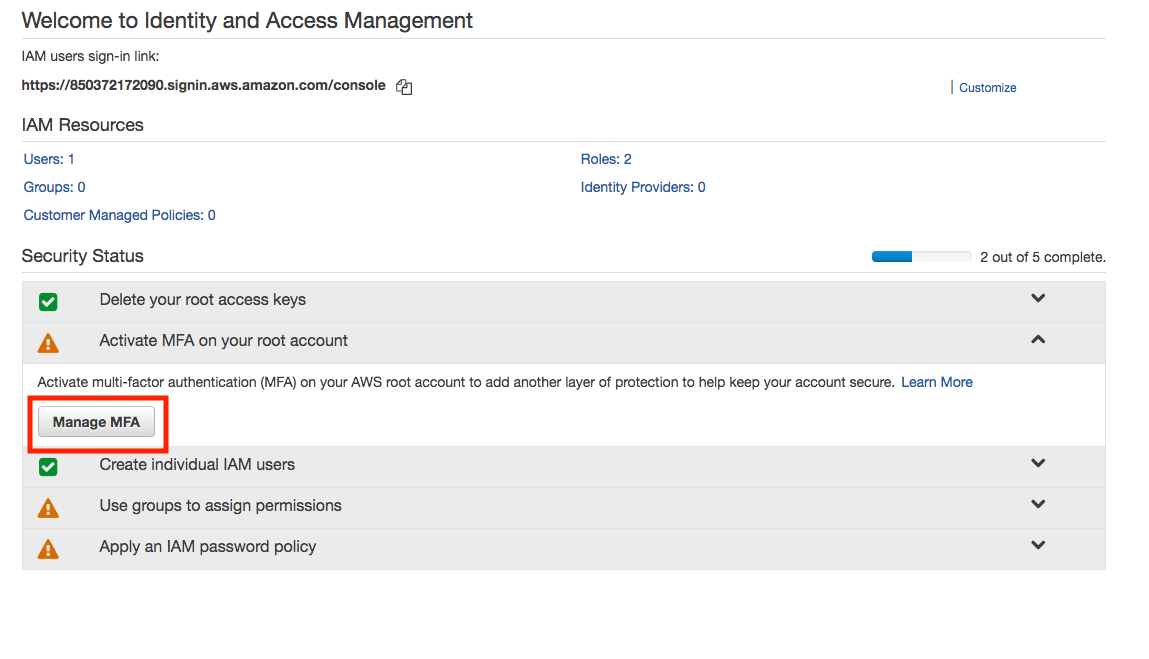 Welcome to Identity and Access Management
IAM users sign-in link:
https://850372172090.signin.aws.amazon.com/console
Customize
IAM Resources
Users: 1
Roles: 2
Groups: 0
Identity Providers: 0
Customer Managed Policies: 0
Security Status
2 out of 5 complete.
Delete your root access keys
Activate MFA on your root account
Activate multi-factor authentication (MFA) on your AWS root account to add another layer of protection to help keep your account secure. Learn More
Manage MFA
Create individual IAM users
Use groups to assign permissions
Apply an IAM password policy